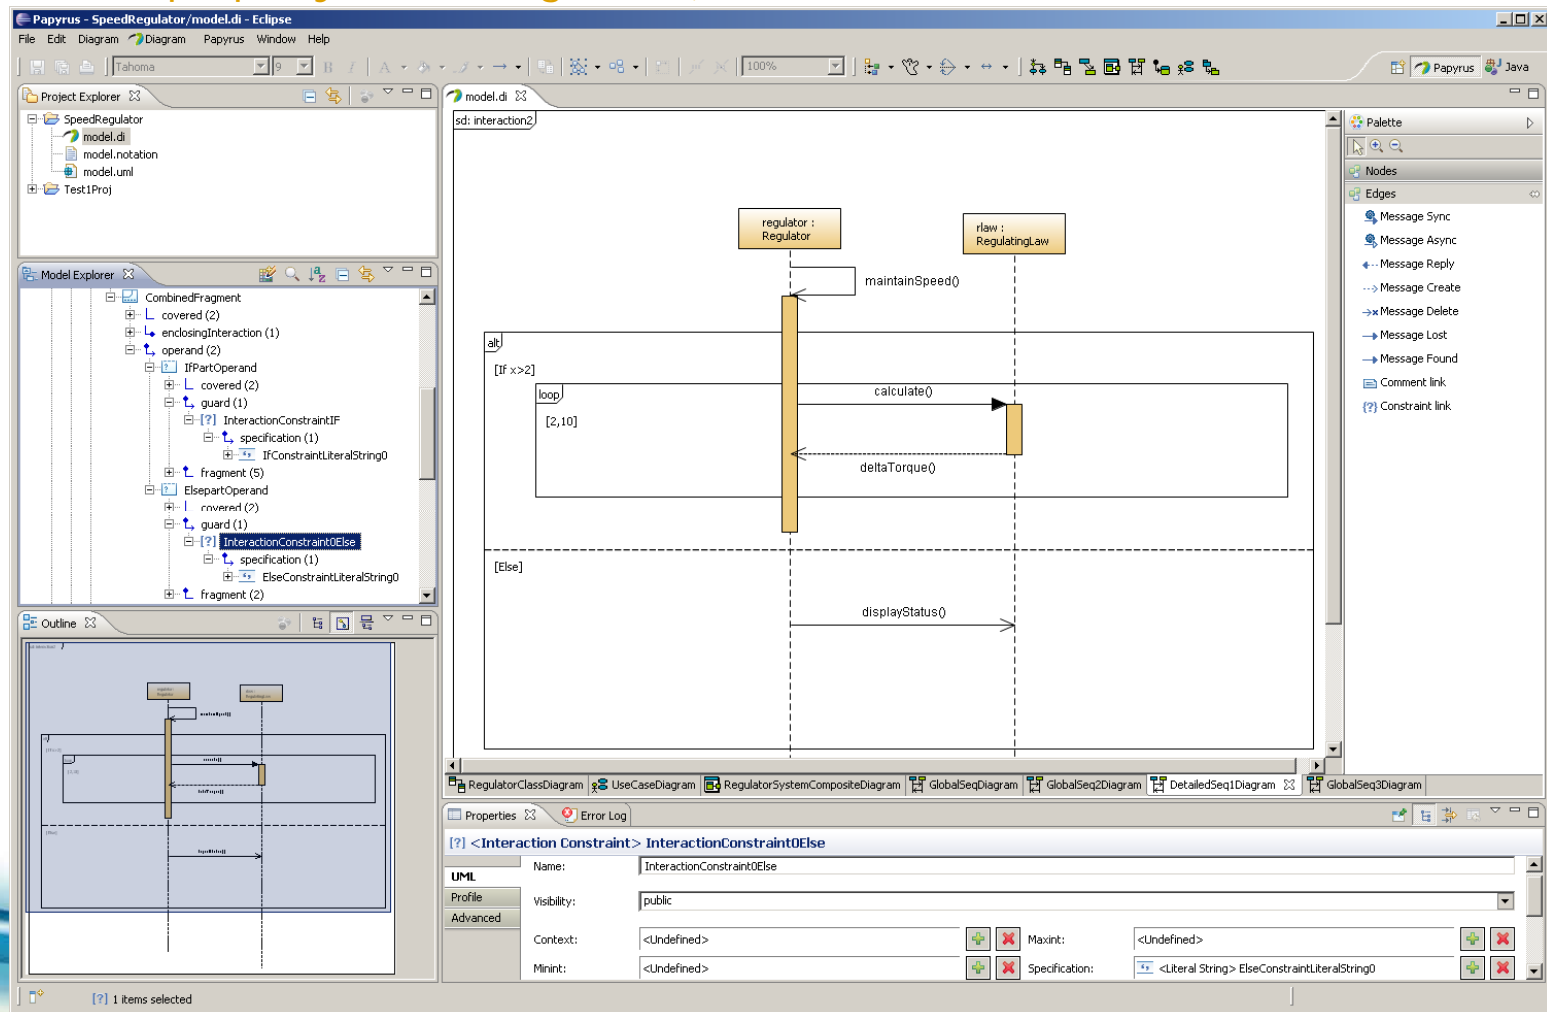 Papyrus - SpeedRegulator/model.di - Eclipse
File Edit Diagram Diagram Papyrus Window Help
Tahoma 9 B I A 100% Papyrus Java
Project Explorer
SpeedRegulator
model.di
model.notation
model.uml
Test1Proj
Model Explorer
CombinedFragment
covered (2)
enclosingInteraction (1)
operand (2)
IfPartOperand
covered (2)
guard (1)
[?] InteractionConstraintIF
specification (1)
IfConstraintLiteralString0
fragment (5)
ElsepartOperand
covered (2)
guard (1)
[?] InteractionConstraint0Else
specification (1)
ElseConstraintLiteralString0
fragment (2)
Outline
model.di
sd: interaction2
regulator :
Regulator
rlaw :
RegulatingLaw
maintainSpeed()
alt
[If x>2]
loop
calculate()
[2,10]
deltaTorque()
[Else]
displayStatus()
Palette
Nodes
Edges
Message Sync
Message Async
Message Reply
Message Create
Message Delete
Message Lost
Message Found
Comment link
{?} Constraint link
RegulatorClassDiagram UseCaseDiagram RegulatorSystemCompositeDiagram GlobalSeqDiagram GlobalSeq2Diagram DetailedSeq1Diagram GlobalSeq3Diagram
Properties Error Log
[?] <Interaction Constraint> InteractionConstraint0Else
UML
Profile
Advanced
Name: InteractionConstraint0Else
Visibility: public
Context: <Undefined> Maxint: <Undefined>
Minint: <Undefined> Specification: <Literal String> ElseConstraintLiteralString0
[?] 1 items selected